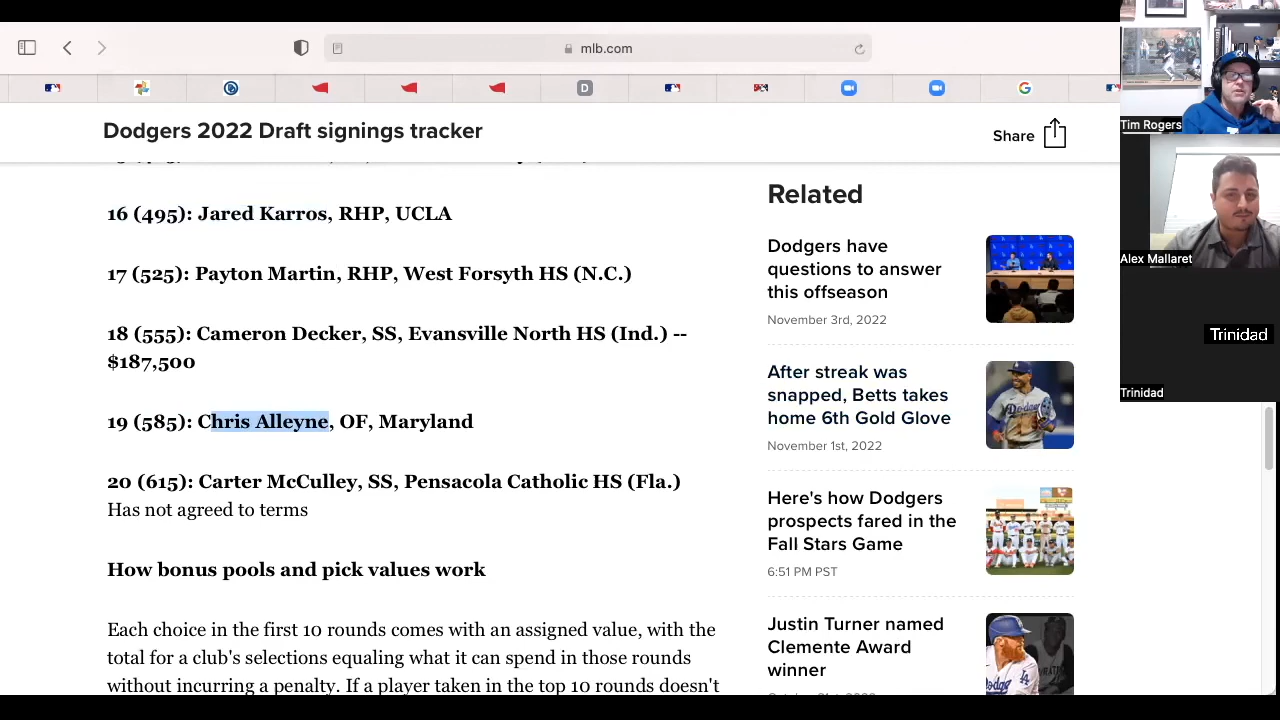 mlb.com
D
Dodgers 2022 Draft signings tracker
Share
16 (495): Jared Karros, RHP, UCLA
17 (525): Payton Martin, RHP, West Forsyth HS (N.C.)
18 (555): Cameron Decker, SS, Evansville North HS (Ind.) --
$187,500
19 (585): Chris Alleyne, OF, Maryland
20 (615): Carter McCulley, SS, Pensacola Catholic HS (Fla.)
Has not agreed to terms
How bonus pools and pick values work
Each choice in the first 10 rounds comes with an assigned value, with the
total for a club's selections equaling what it can spend in those rounds
without incurring a penalty. If a player taken in the top 10 rounds doesn't
Related
Dodgers have
questions to answer
this offseason
November 3rd, 2022
After streak was
snapped, Betts takes
home 6th Gold Glove
November 1st, 2022
Here's how Dodgers
prospects fared in the
Fall Stars Game
6:51 PM PST
Justin Turner named
Clemente Award
winner
Tim Rogers
Alex Mallaret
Trinidad
Trinidad